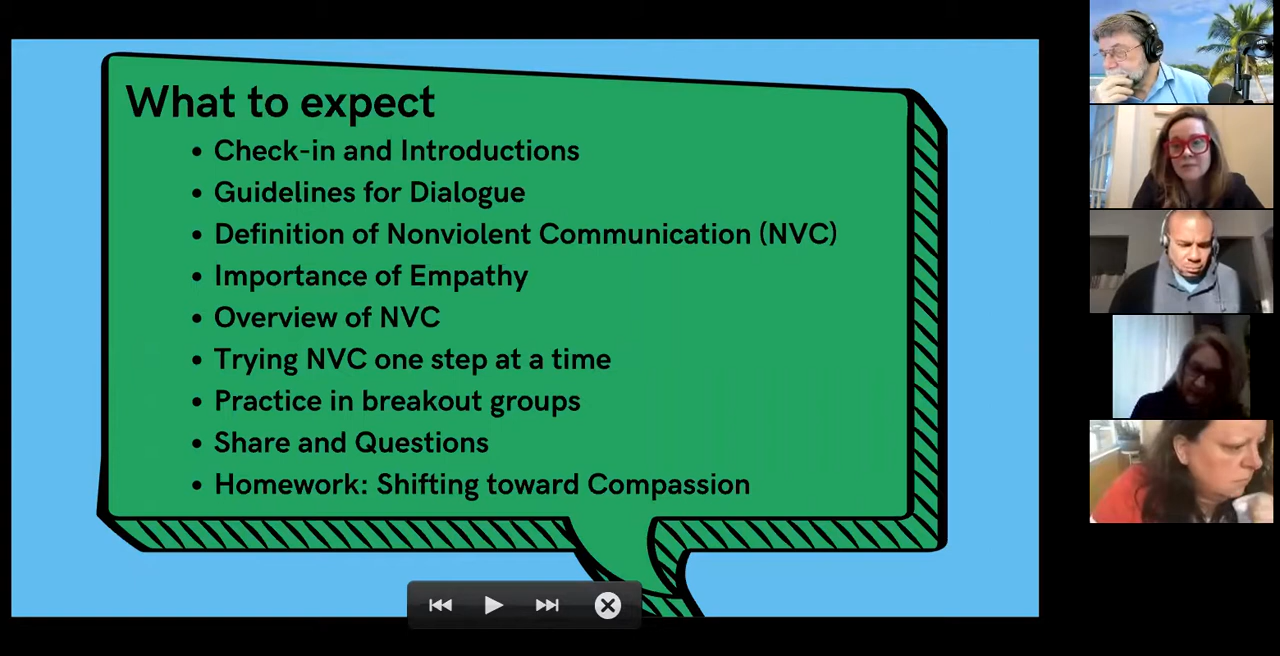 What to expect
• Check-in and Introductions
• Guidelines for Dialogue
• Definition of Nonviolent Communication (NVC)
• Importance of Empathy
• Overview of NVC
• Trying NVC one step at a time
• Practice in breakout groups
• Share and Questions
• Homework: Shifting toward Compassion